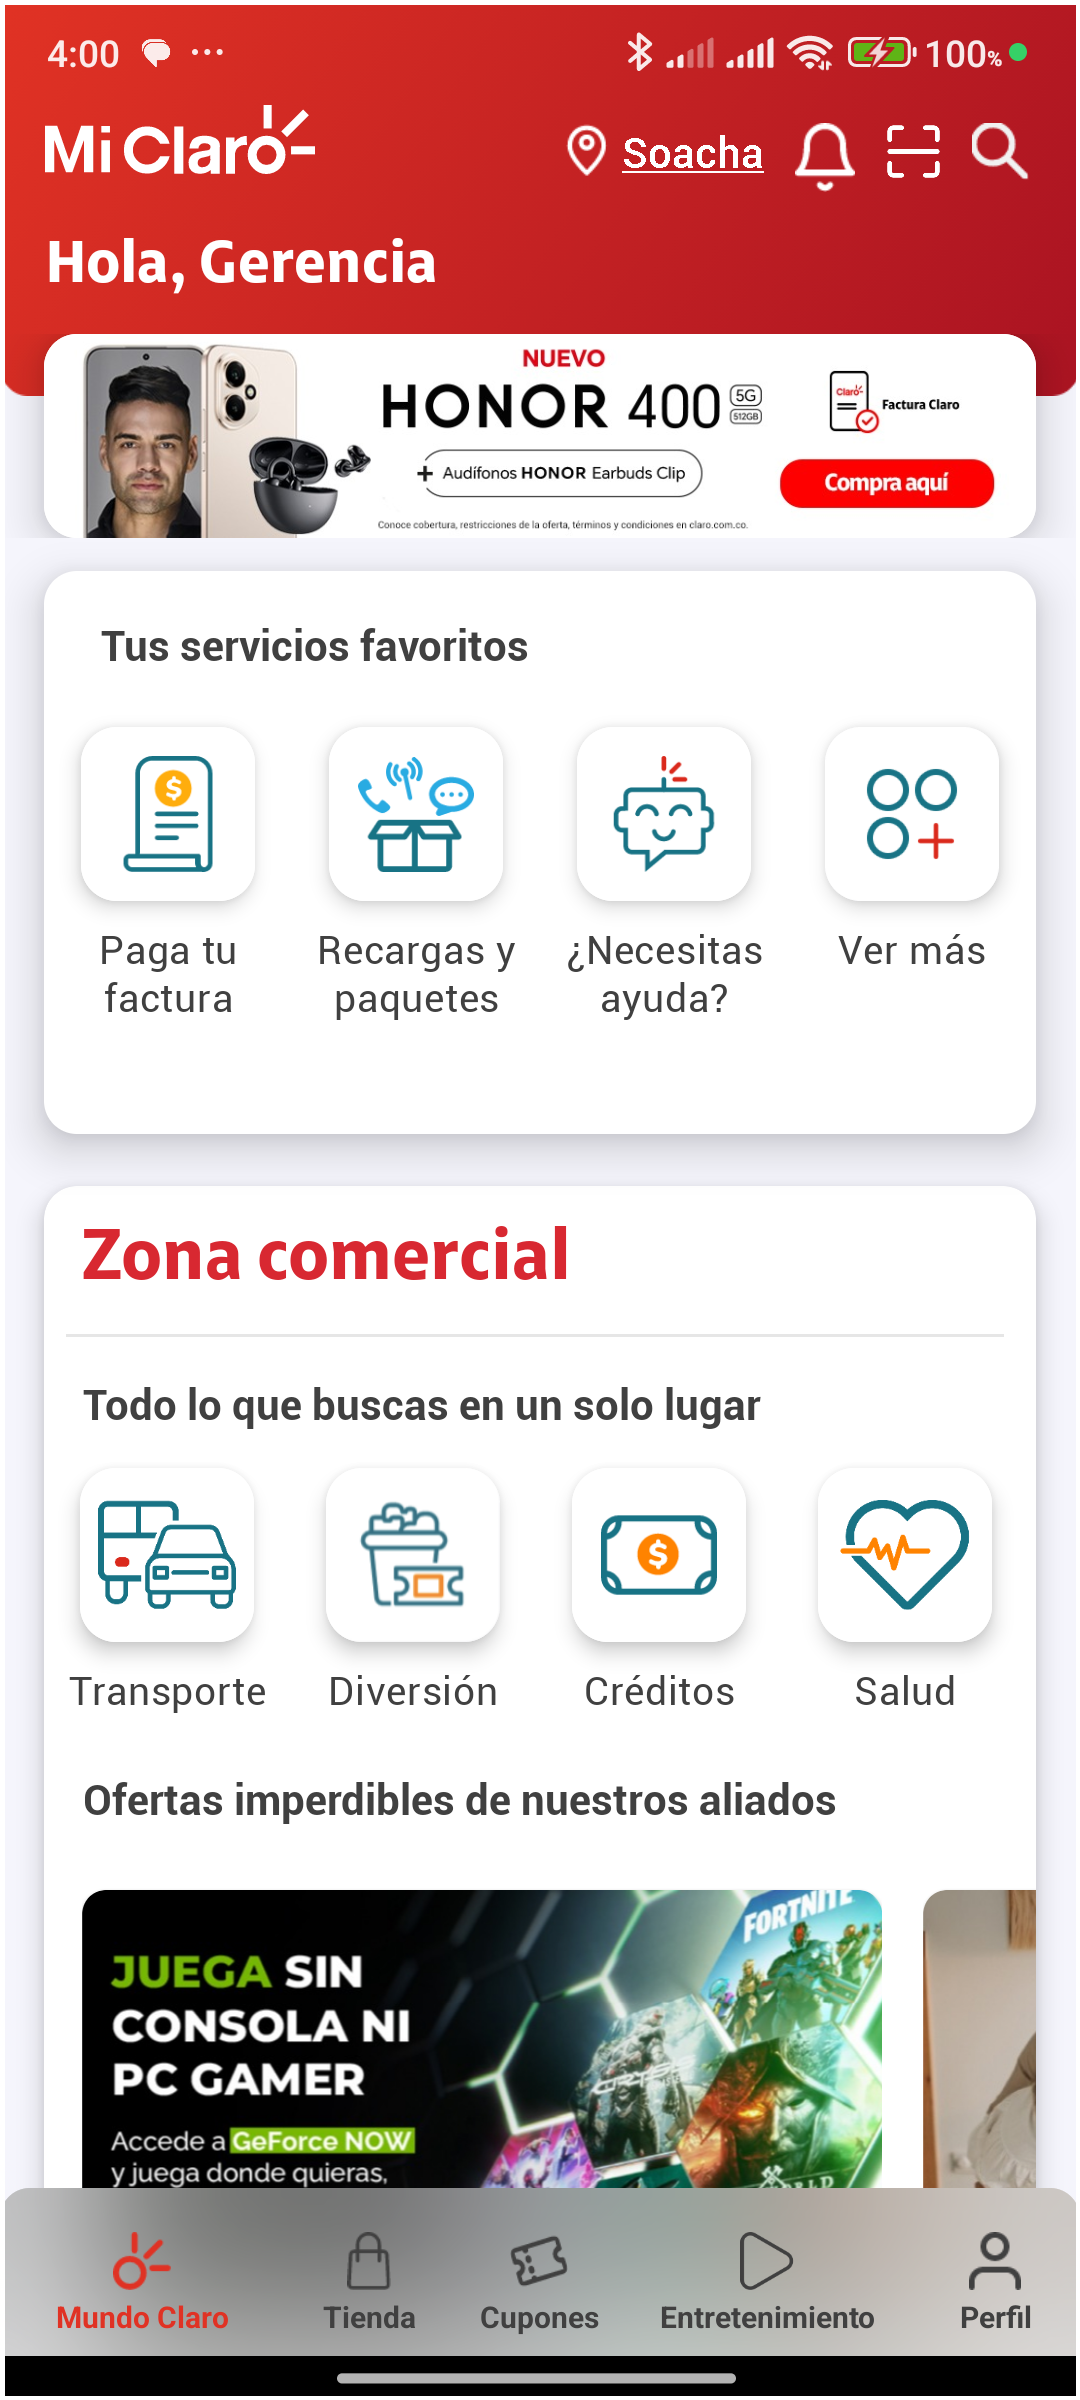 4:00
100%
Mi Claro
Soacha
Hola, Gerencia
NUEVO
HONOR 400 5G 512GB
+ Audífonos HONOR Earbuds Clip
Conoce cobertura, restricciones de la oferta, términos y condiciones en claro.com.co.
Claro
Factura Claro
Compra aquí
Tus servicios favoritos
$
Paga tu factura
Recargas y paquetes
¿Necesitas ayuda?
Ver más
Zona comercial
Todo lo que buscas en un solo lugar
$
Transporte
Diversión
Créditos
Salud
Ofertas imperdibles de nuestros aliados
JUEGA SIN
CONSOLA NI
PC GAMER
Accede a GeForce NOW
y juega donde quieras,
FORTNITE
CRYSIS
Mundo Claro
Tienda
Cupones
Entretenimiento
Perfil